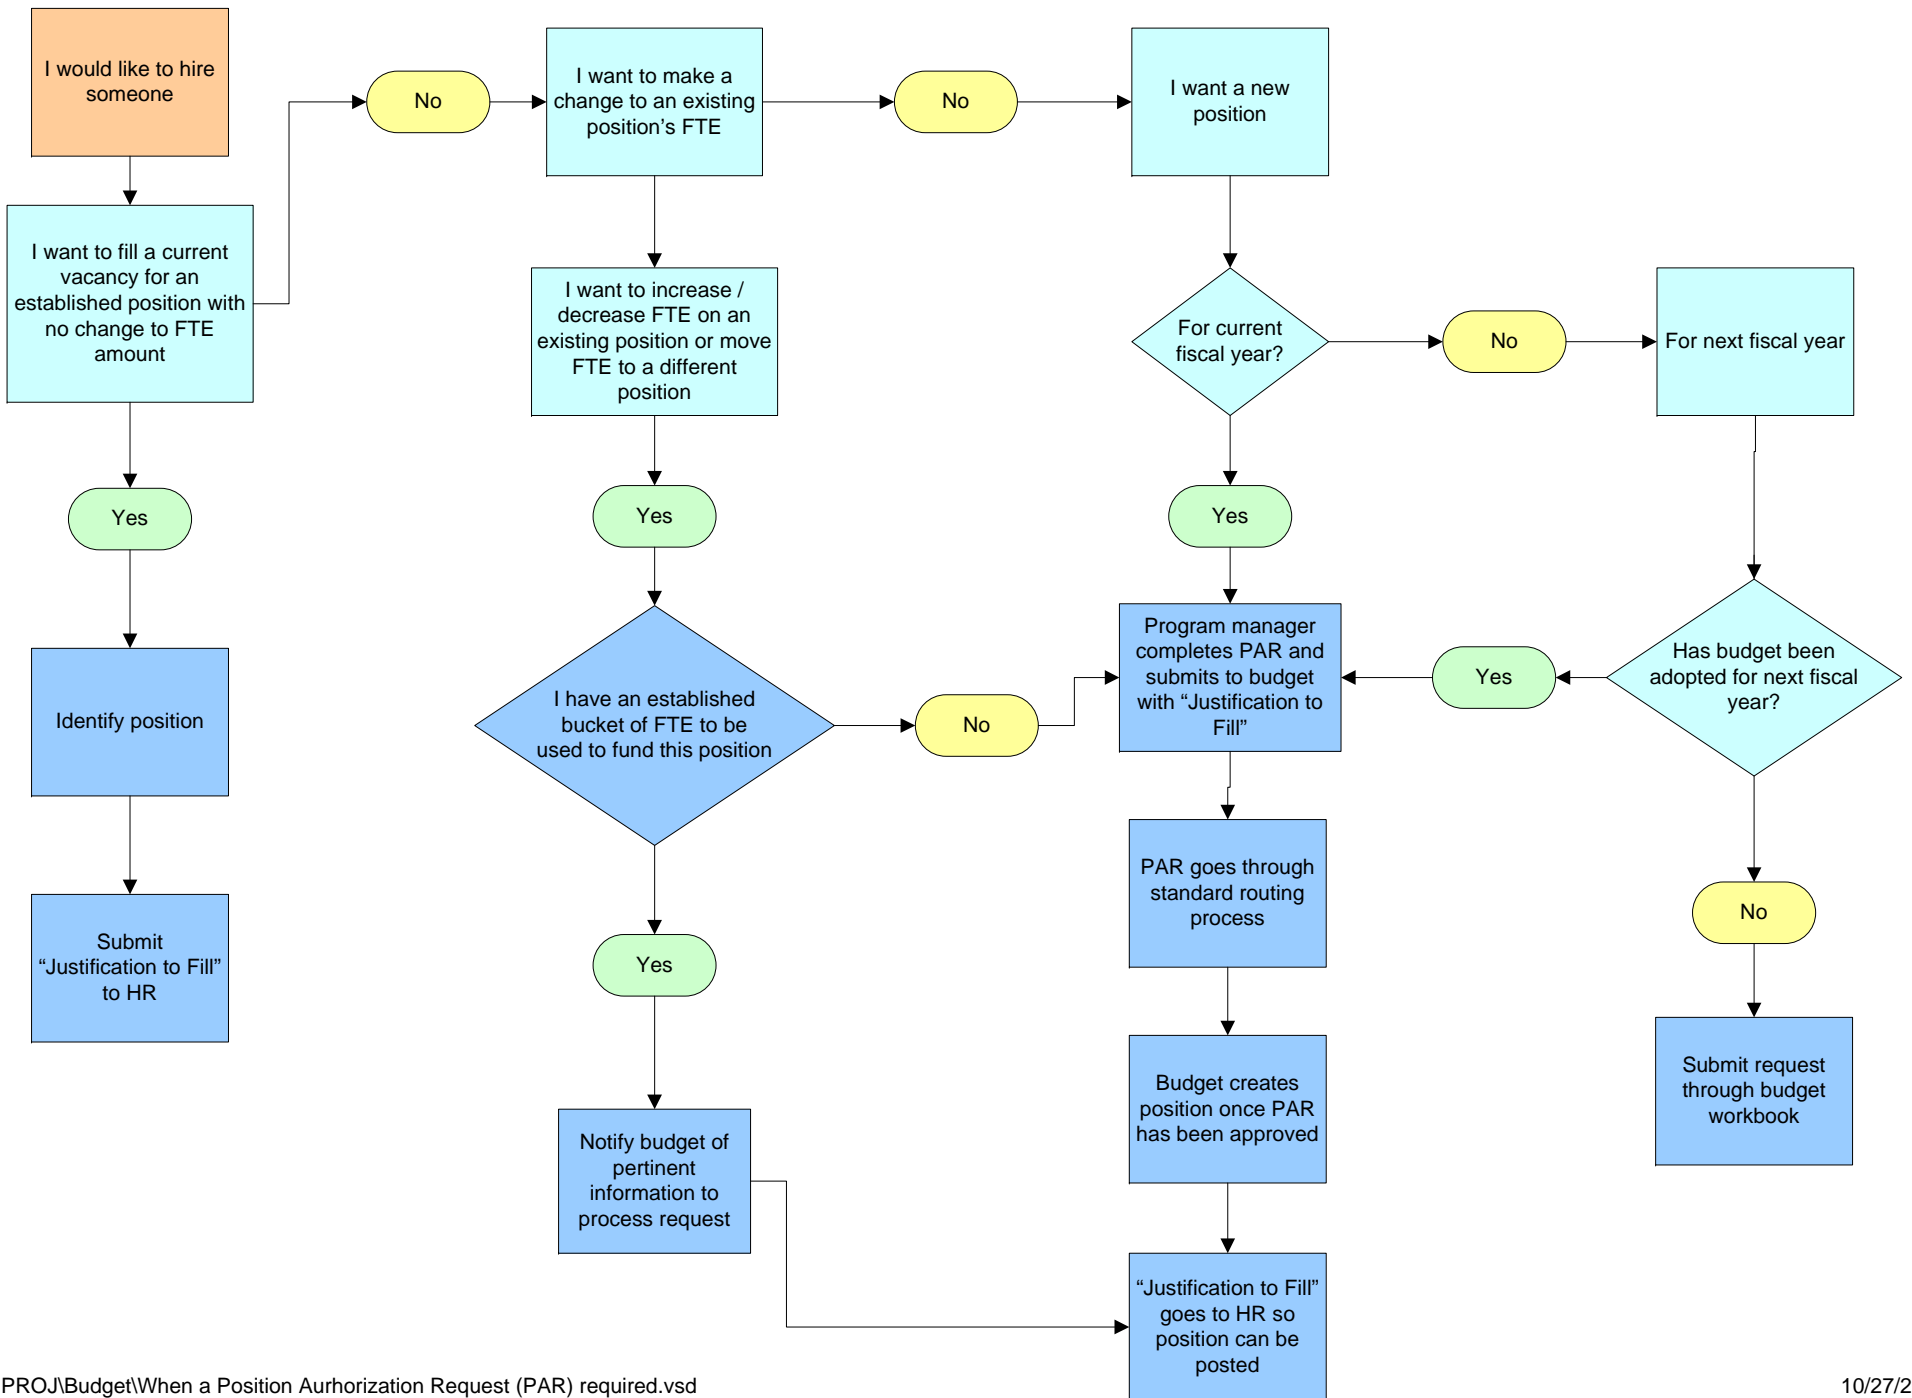 I would like to hire
someone
No
I want to make a
change to an existing
position’s FTE
No
I want a new
position
I want to fill a current
vacancy for an
established position with
no change to FTE
amount
I want to increase /
decrease FTE on an
existing position or move
FTE to a different
position
For current
fiscal year?
No
For next fiscal year
Yes
Yes
Yes
Identify position
I have an established
bucket of FTE to be
used to fund this position
No
Program manager
completes PAR and
submits to budget
with “Justification to
Fill”
Yes
Has budget been
adopted for next fiscal
year?
PAR goes through
standard routing
process
No
Submit
“Justification to Fill”
to HR
Yes
Budget creates
position once PAR
has been approved
Submit request
through budget
workbook
Notify budget of
pertinent
information to
process request
“Justification to Fill”
goes to HR so
position can be
posted
PROJ\Budget\When a Position Aurhorization Request (PAR) required.vsd
10/27/2